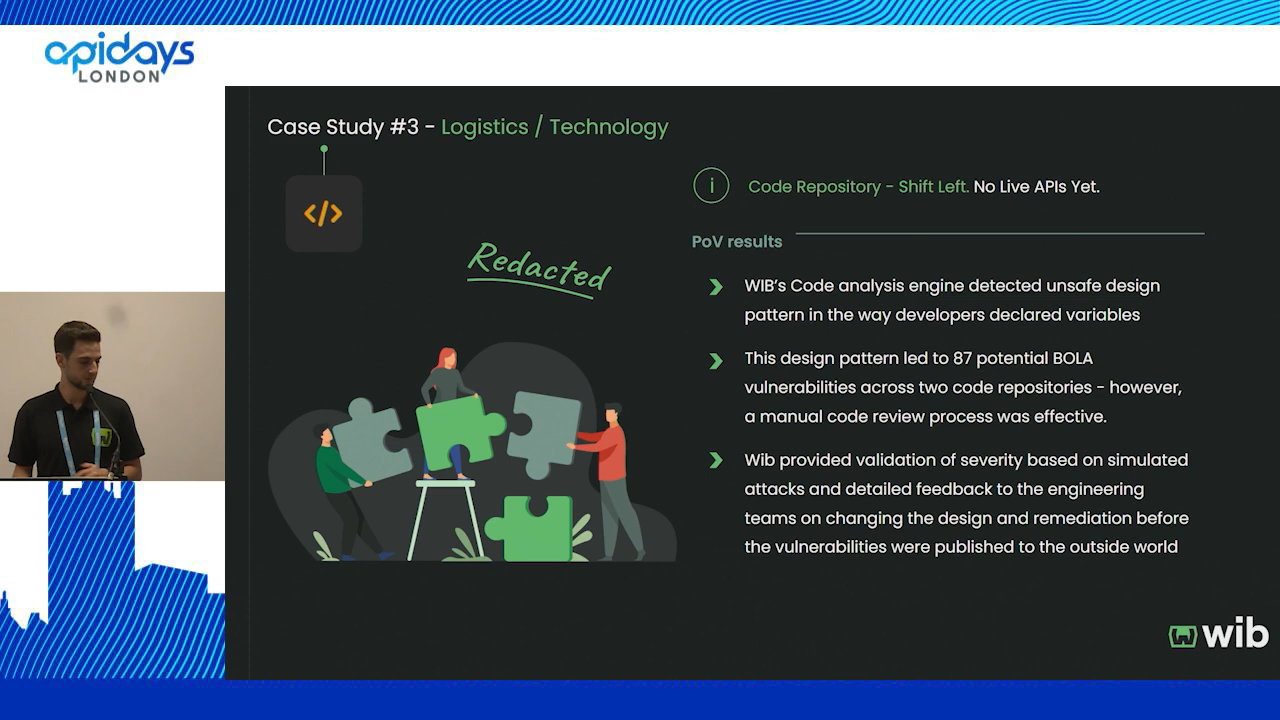 apidays
LONDON
Case Study #3 - Logistics / Technology
</>
Redacted
i
Code Repository - Shift Left. No Live APIs Yet.
PoV results
WIB's Code analysis engine detected unsafe design
pattern in the way developers declared variables
This design pattern led to 87 potential BOLA
vulnerabilities across two code repositories - however,
a manual code review process was effective.
Wib provided validation of severity based on simulated
attacks and detailed feedback to the engineering
teams on changing the design and remediation before
the vulnerabilities were published to the outside world
wib